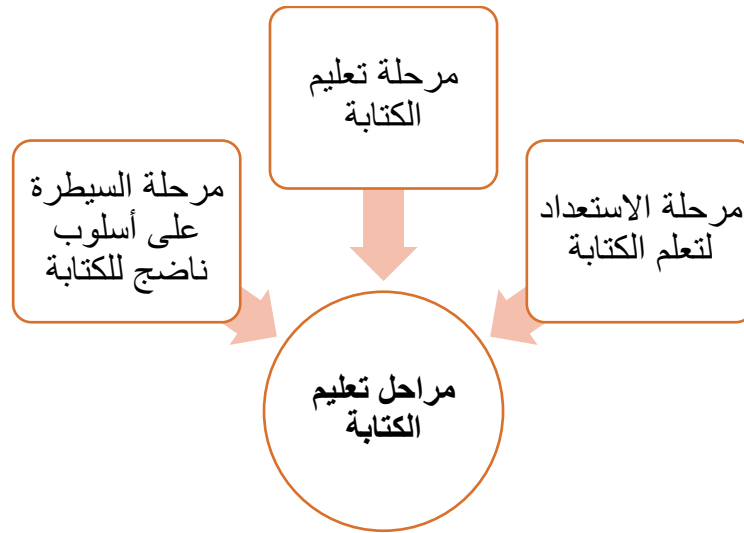 مرحلة تعليم
الكتابة
مرحلة الاستعداد
لتعلم الكتابة
مرحلة السيطرة
على أسلوب
ناضج للكتابة
مراحل تعليم
الكتابة